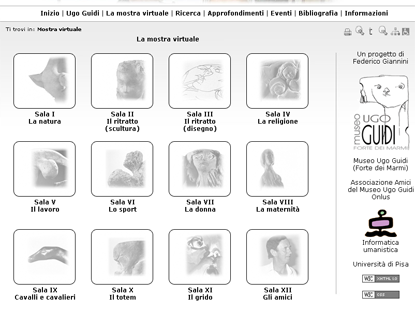 Inizio | Ugo Guidi | La mostra virtuale | Ricerca | Approfondimenti | Eventi | Bibliografia | Informazioni
Ti trovi in: Mostra virtuale
La mostra virtuale
Sala I
La natura
Sala II
Il ritratto
(scultura)
Sala III
Il ritratto
(disegno)
Sala IV
La religione
Sala V
Il lavoro
Sala VI
Lo sport
Sala VII
La donna
Sala VIII
La maternità
Sala IX
Cavalli e cavalieri
Sala X
Il totem
Sala XI
Il grido
Sala XII
Gli amici
Un progetto di
Federico Giannini
museo
UGO
GUIDI
FORTE DEI MARMI
Museo Ugo Guidi
(Forte dei Marmi)
Associazione Amici
del Museo Ugo Guidi
Onlus
Informatica
umanistica
Università di Pisa
W3C
W3C css